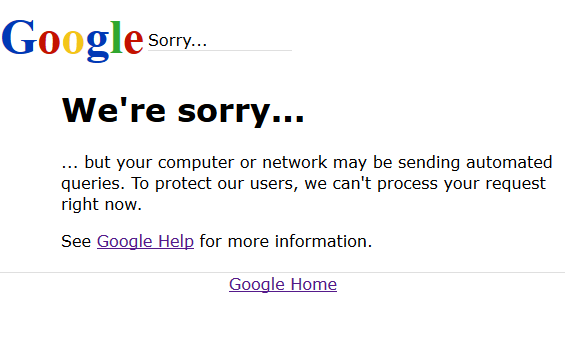 Google Sorry...
We're sorry...
... but your computer or network may be sending automated
queries. To protect our users, we can't process your request
right now.
See Google Help for more information.
Google Home